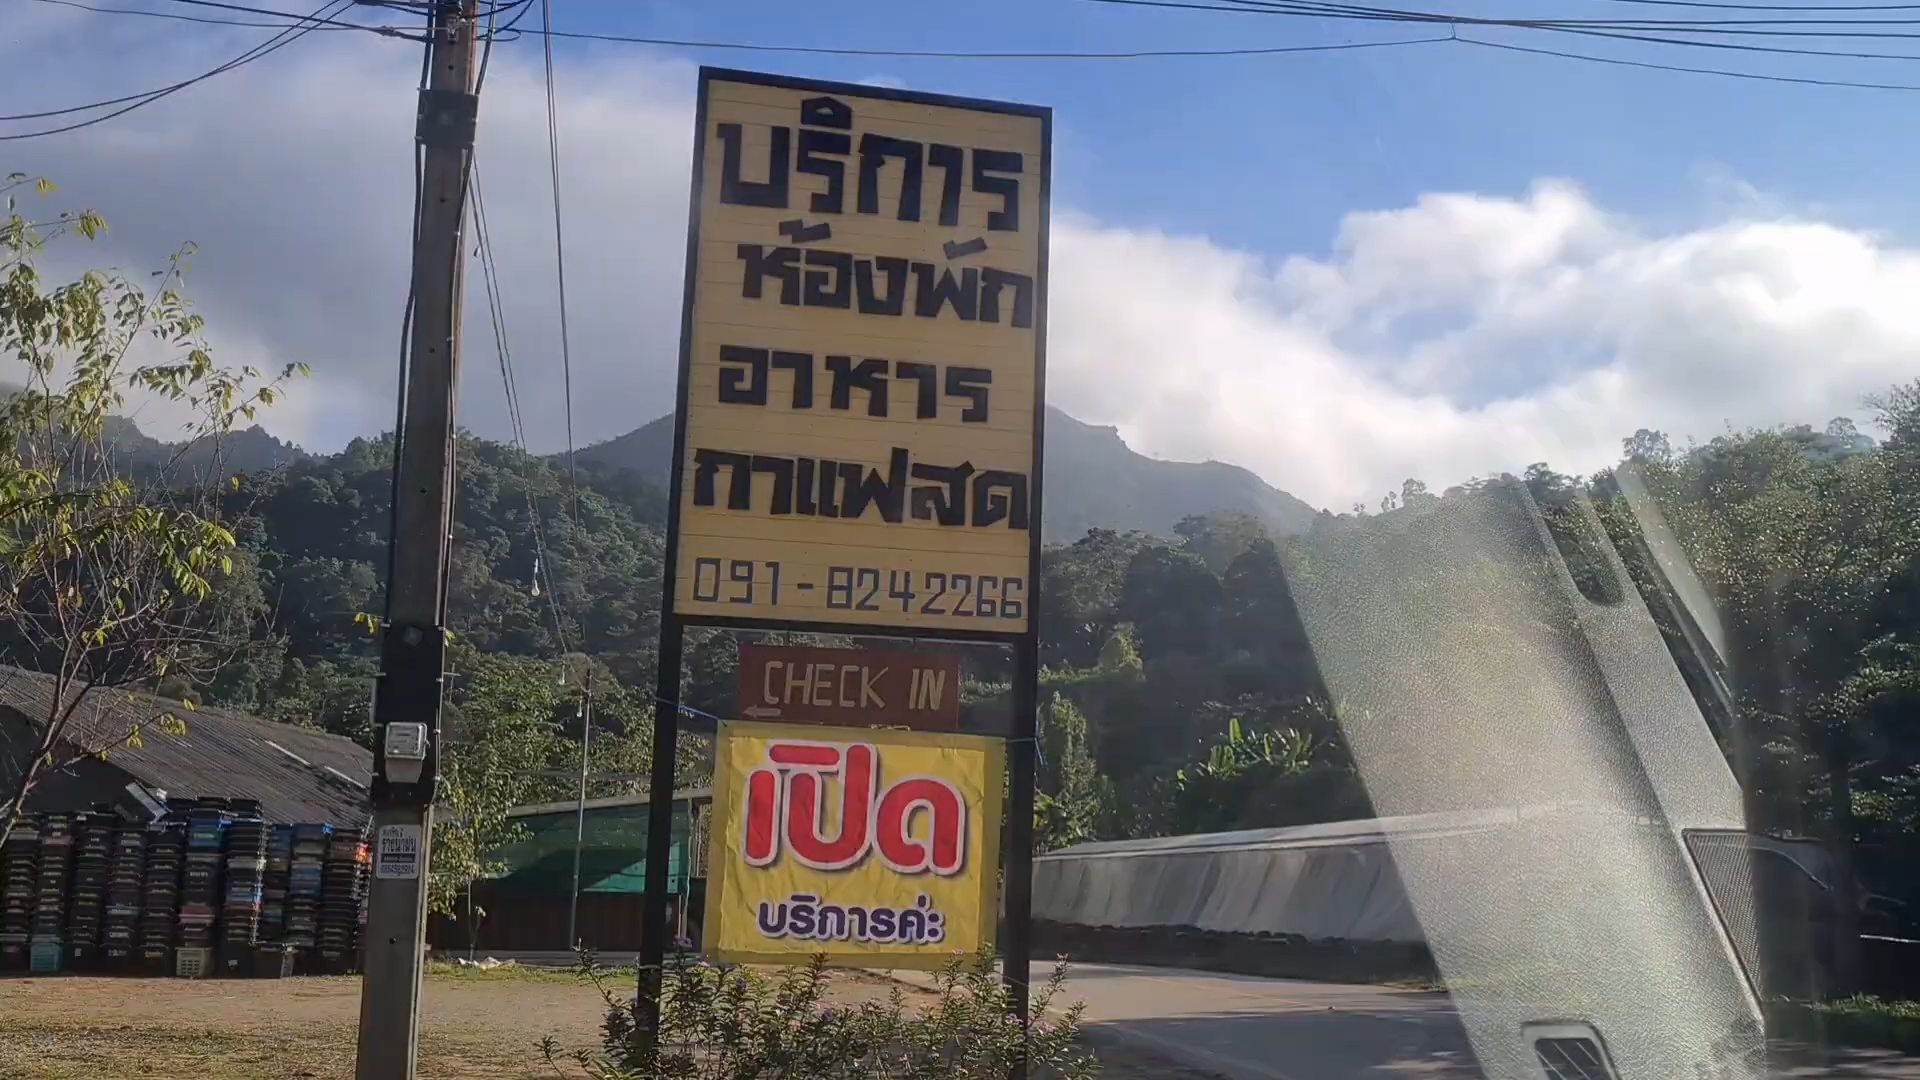 บริการ
ห้องพัก
อาหาร
กาแฟสด
091-8242266
CHECK IN
เปิด
บริการค่ะ